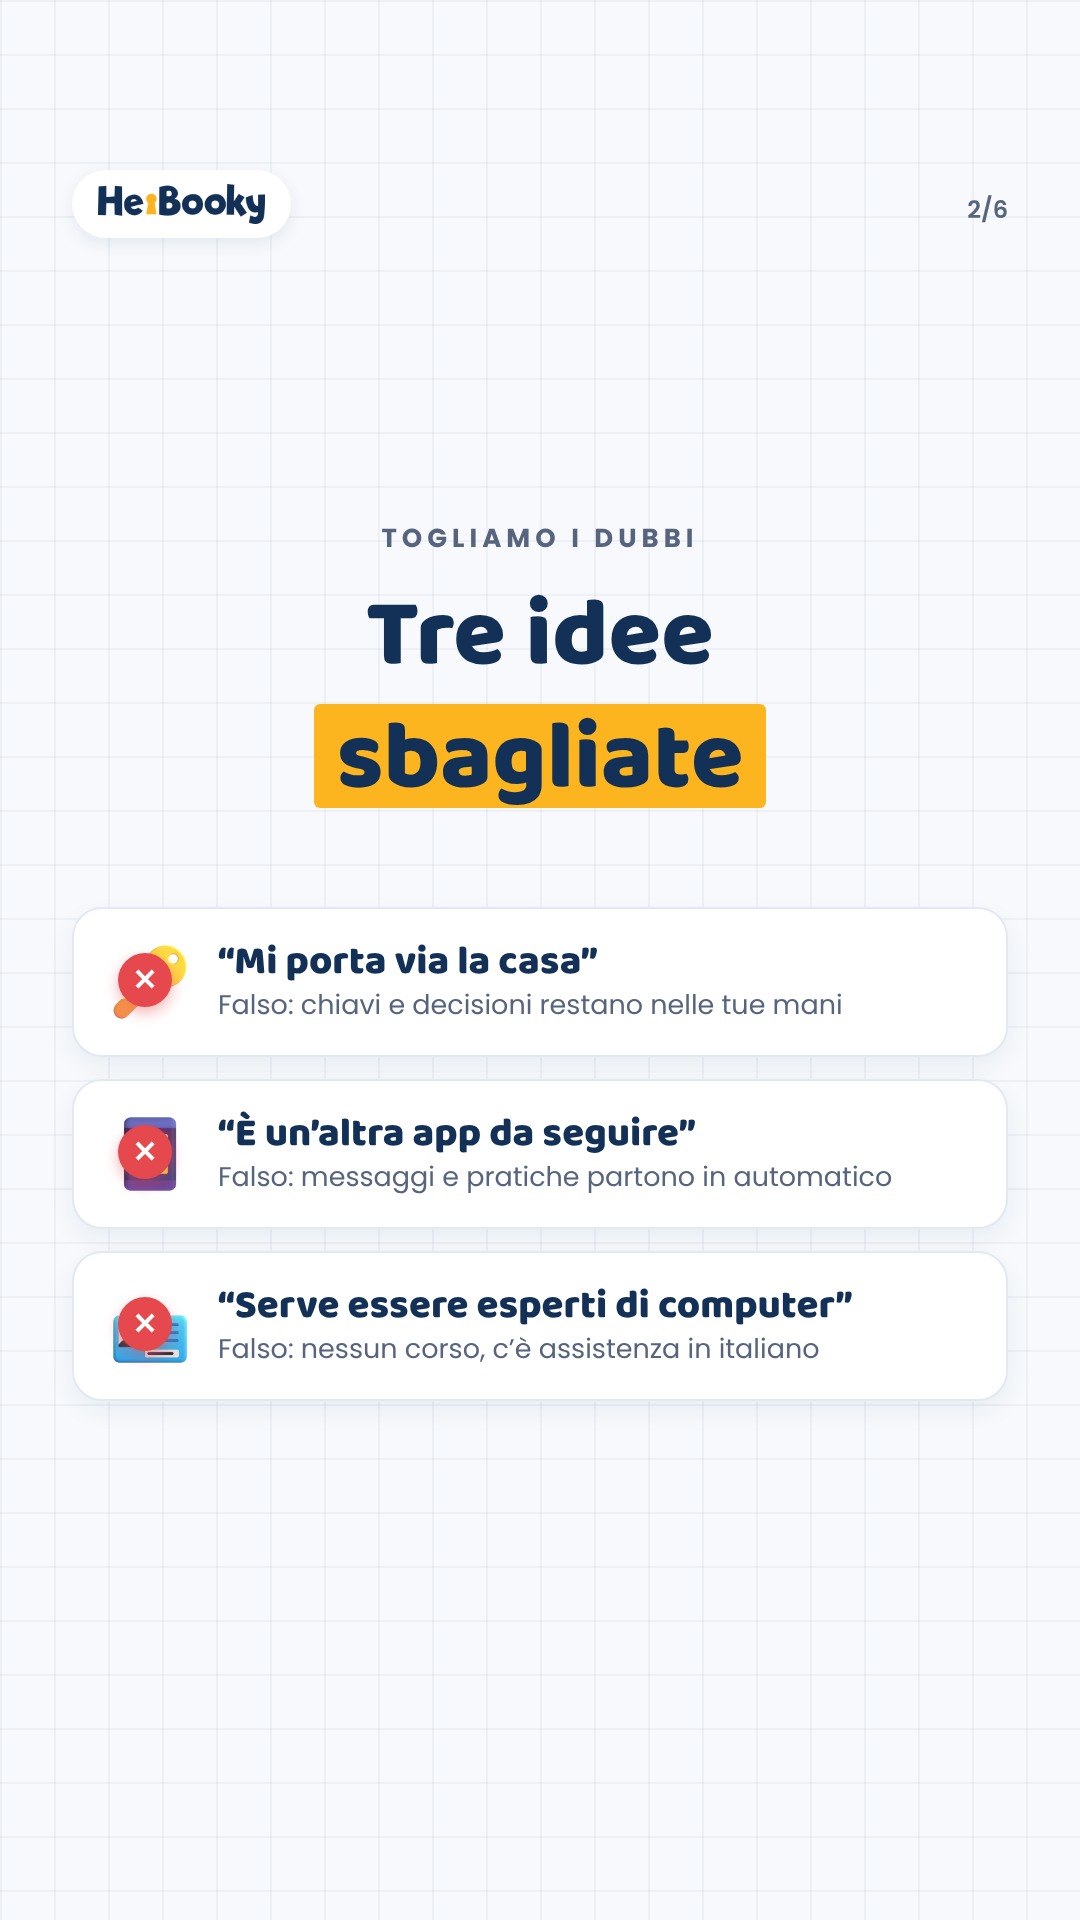 HeiBooky
2/6
TOGLIAMO I DUBBI
Tre idee
sbagliate
“Mi porta via la casa”
Falso: chiavi e decisioni restano nelle tue mani
“È un’altra app da seguire”
Falso: messaggi e pratiche partono in automatico
“Serve essere esperti di computer”
Falso: nessun corso, c’è assistenza in italiano